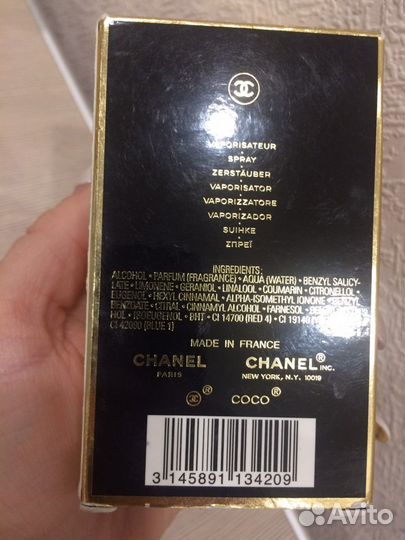 VAPORISATEUR
SPRAY
ZERSTÄUBER
VAPORISATOR
VAPORIZZATORE
VAPORIZADOR
SUIHKE
ΣΠΡΕΪ
INGREDIENTS:
ALCOHOL • PARFUM (FRAGRANCE) • AQUA (WATER) • BENZYL SALICY-
LATE • LIMONENE • GERANIOL • LINALOOL • COUMARIN • CITRONELLOL
EUGENOL • HEXYL CINNAMAL • ALPHA-ISOMETHYL IONONE • BENZYL
BENZOATE • CITRAL • CINNAMYL ALCOHOL • FARNESOL •
HOL • ISOEUGENOL • BHT • CI 14700 (RED 4) • CI 19140
CI 42090 (BLUE 1)
MADE IN FRANCE
CHANEL CHANEL® INC.
PARIS NEW YORK, N.Y. 10019
® COCO®
3 145891 134209
Avito